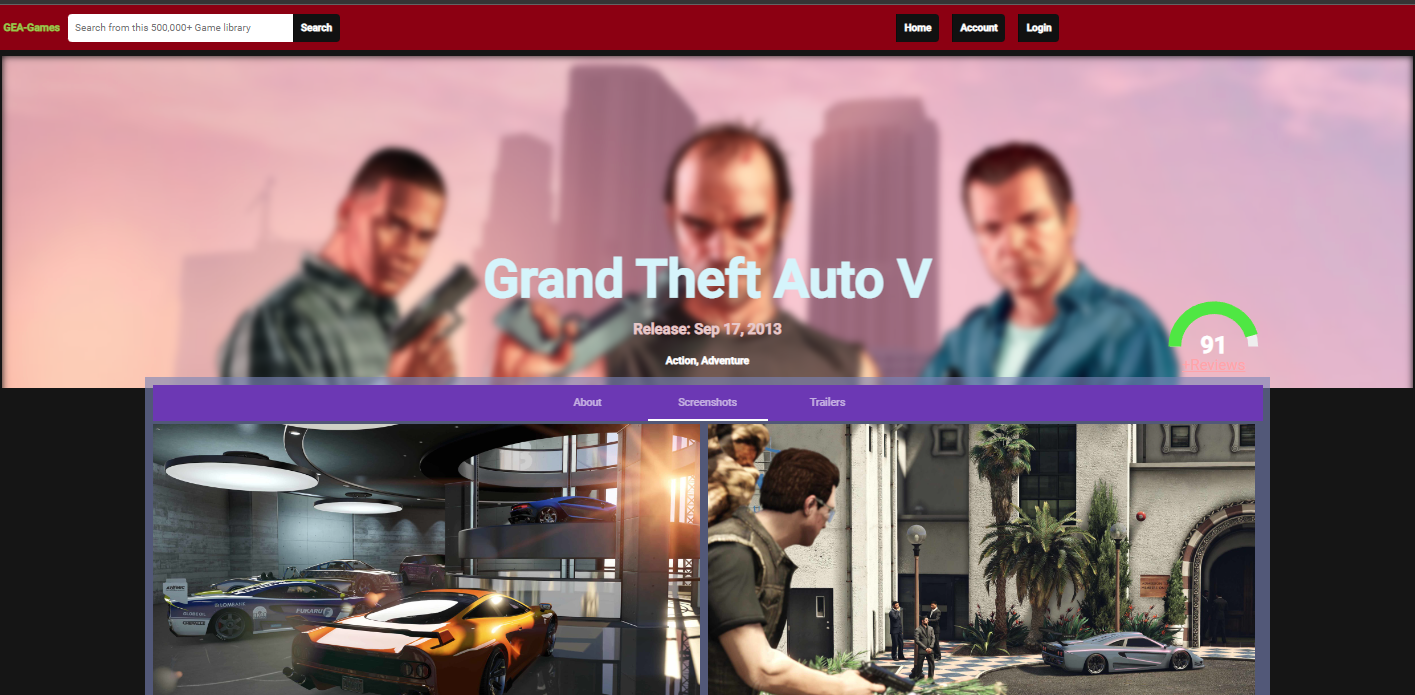 GEA-Games
Search from this 500,000+ Game library
Search
Home
Account
Login
Grand Theft Auto V
Release: Sep 17, 2013
Action, Adventure
91
Reviews
About
Screenshots
Trailers